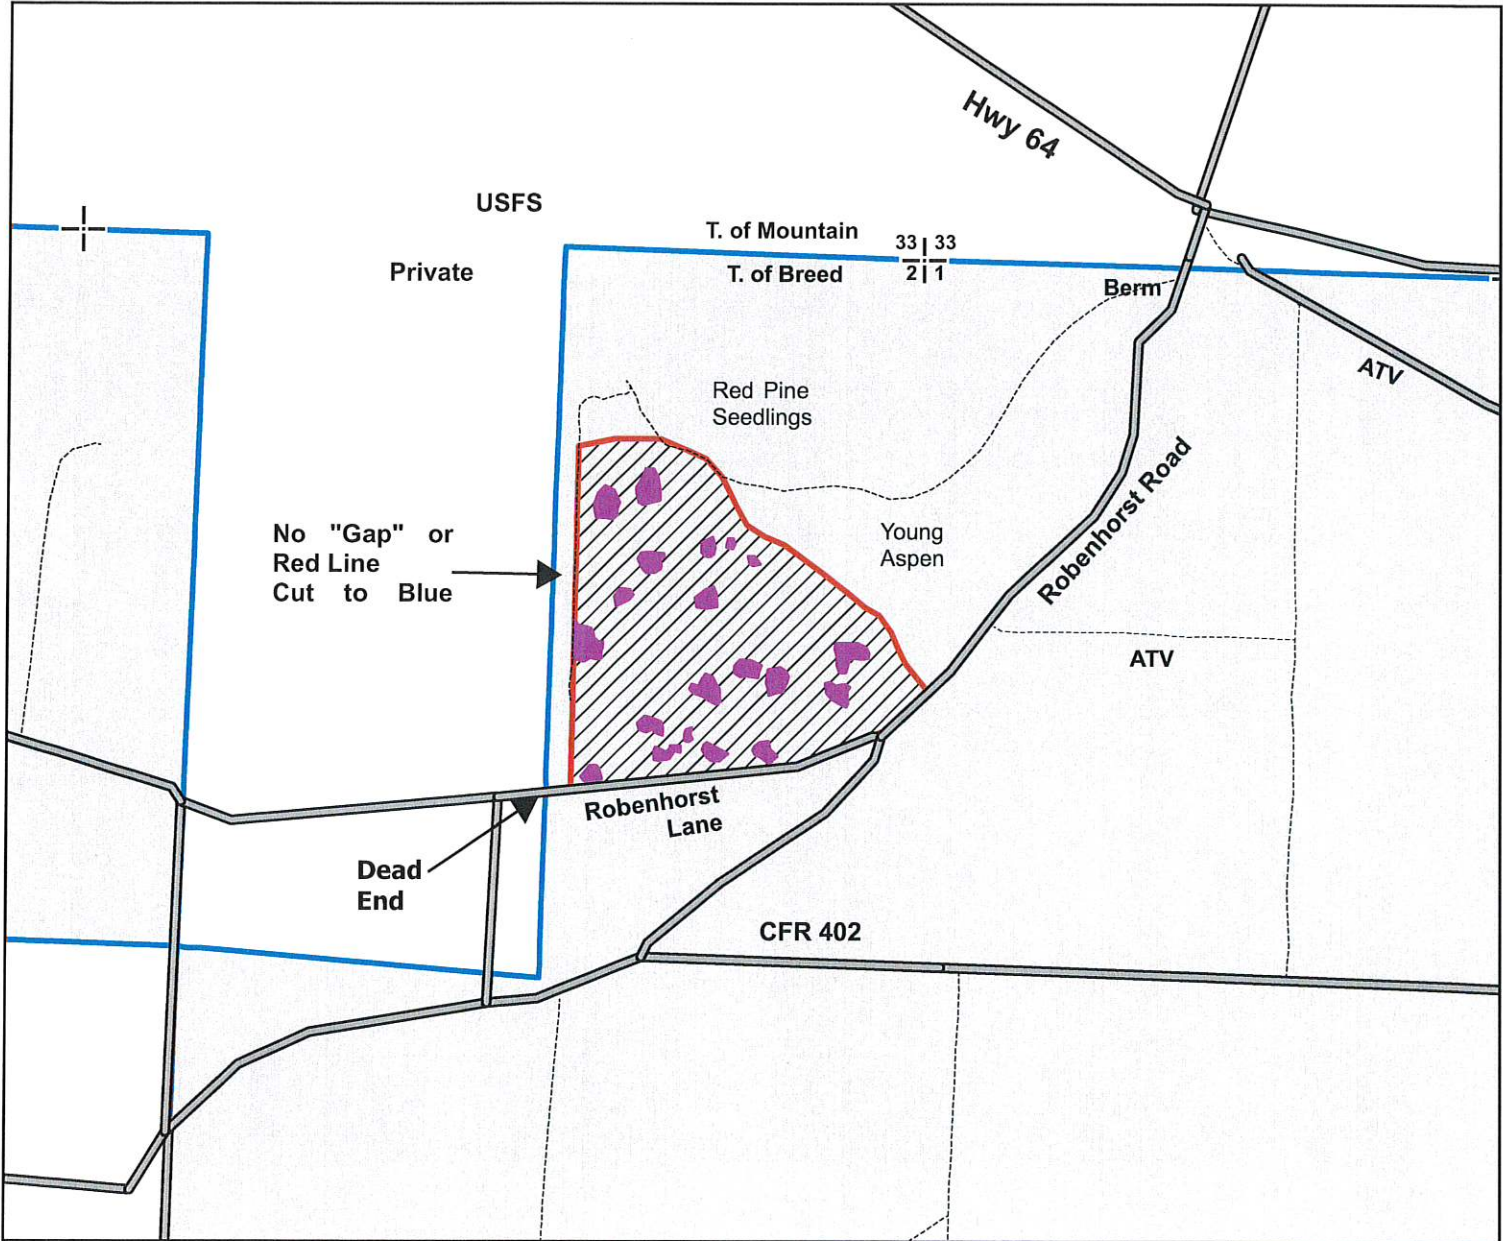 Hwy 64
USFS
T. of Mountain
33 33
Private
T. of Breed
2 1
Berm
ATV
Red Pine
Seedlings
No "Gap" or
Red Line
Cut to Blue
Young
Aspen
Robenhorst Road
ATV
Robenhorst
Lane
Dead
End
CFR 402